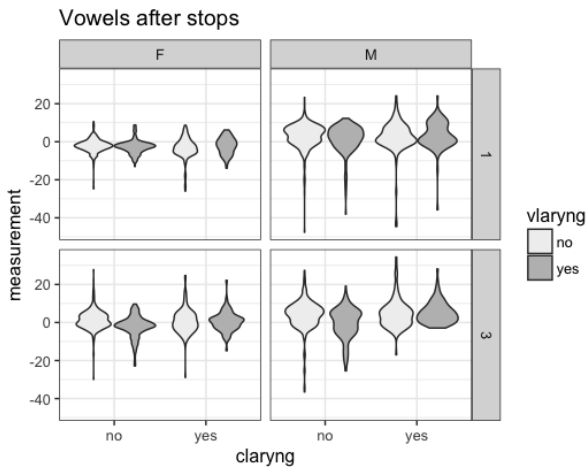 Vowels after stops
F
M
20
0
-20
-40
1
20
0
-20
-40
3
measurement
no
yes
no
yes
claryng
vlaryng
no
yes